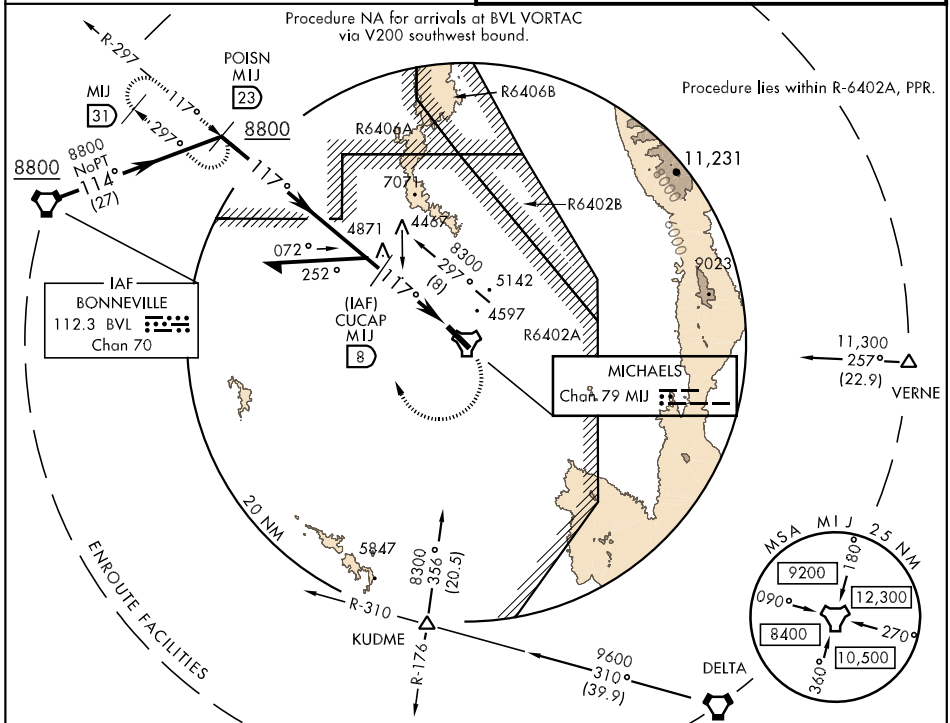 Procedure NA for arrivals at BVL VORTAC
via V200 southwest bound.
R-297
POISN
MIJ
23
MIJ
31
117°
297°
8800
R6406B
Procedure lies within R-6402A, PPR.
R6406A
8800
8800
NoPT
114°
(27)
117°
7071
11,231
8000
6000
R6402B
4871
4467
072°
252°
8300
297°
(8)
5142
9023
117°
4597
IAF
BONNEVILLE
112.3 BVL
Chan 70
(IAF)
CUCAP
MIJ
8
R6402A
11,300
257°
(22.9)
VERNE
MICHAELS
Chan 79 MIJ
20 NM
5847
8300
356°
(20.5)
MSA MIJ 25 NM
180°
9200
090°
12,300
8400
270°
10,500
360°
ENROUTE FACILITIES
R-310
KUDME
R-176
9600
310°
(39.9)
DELTA